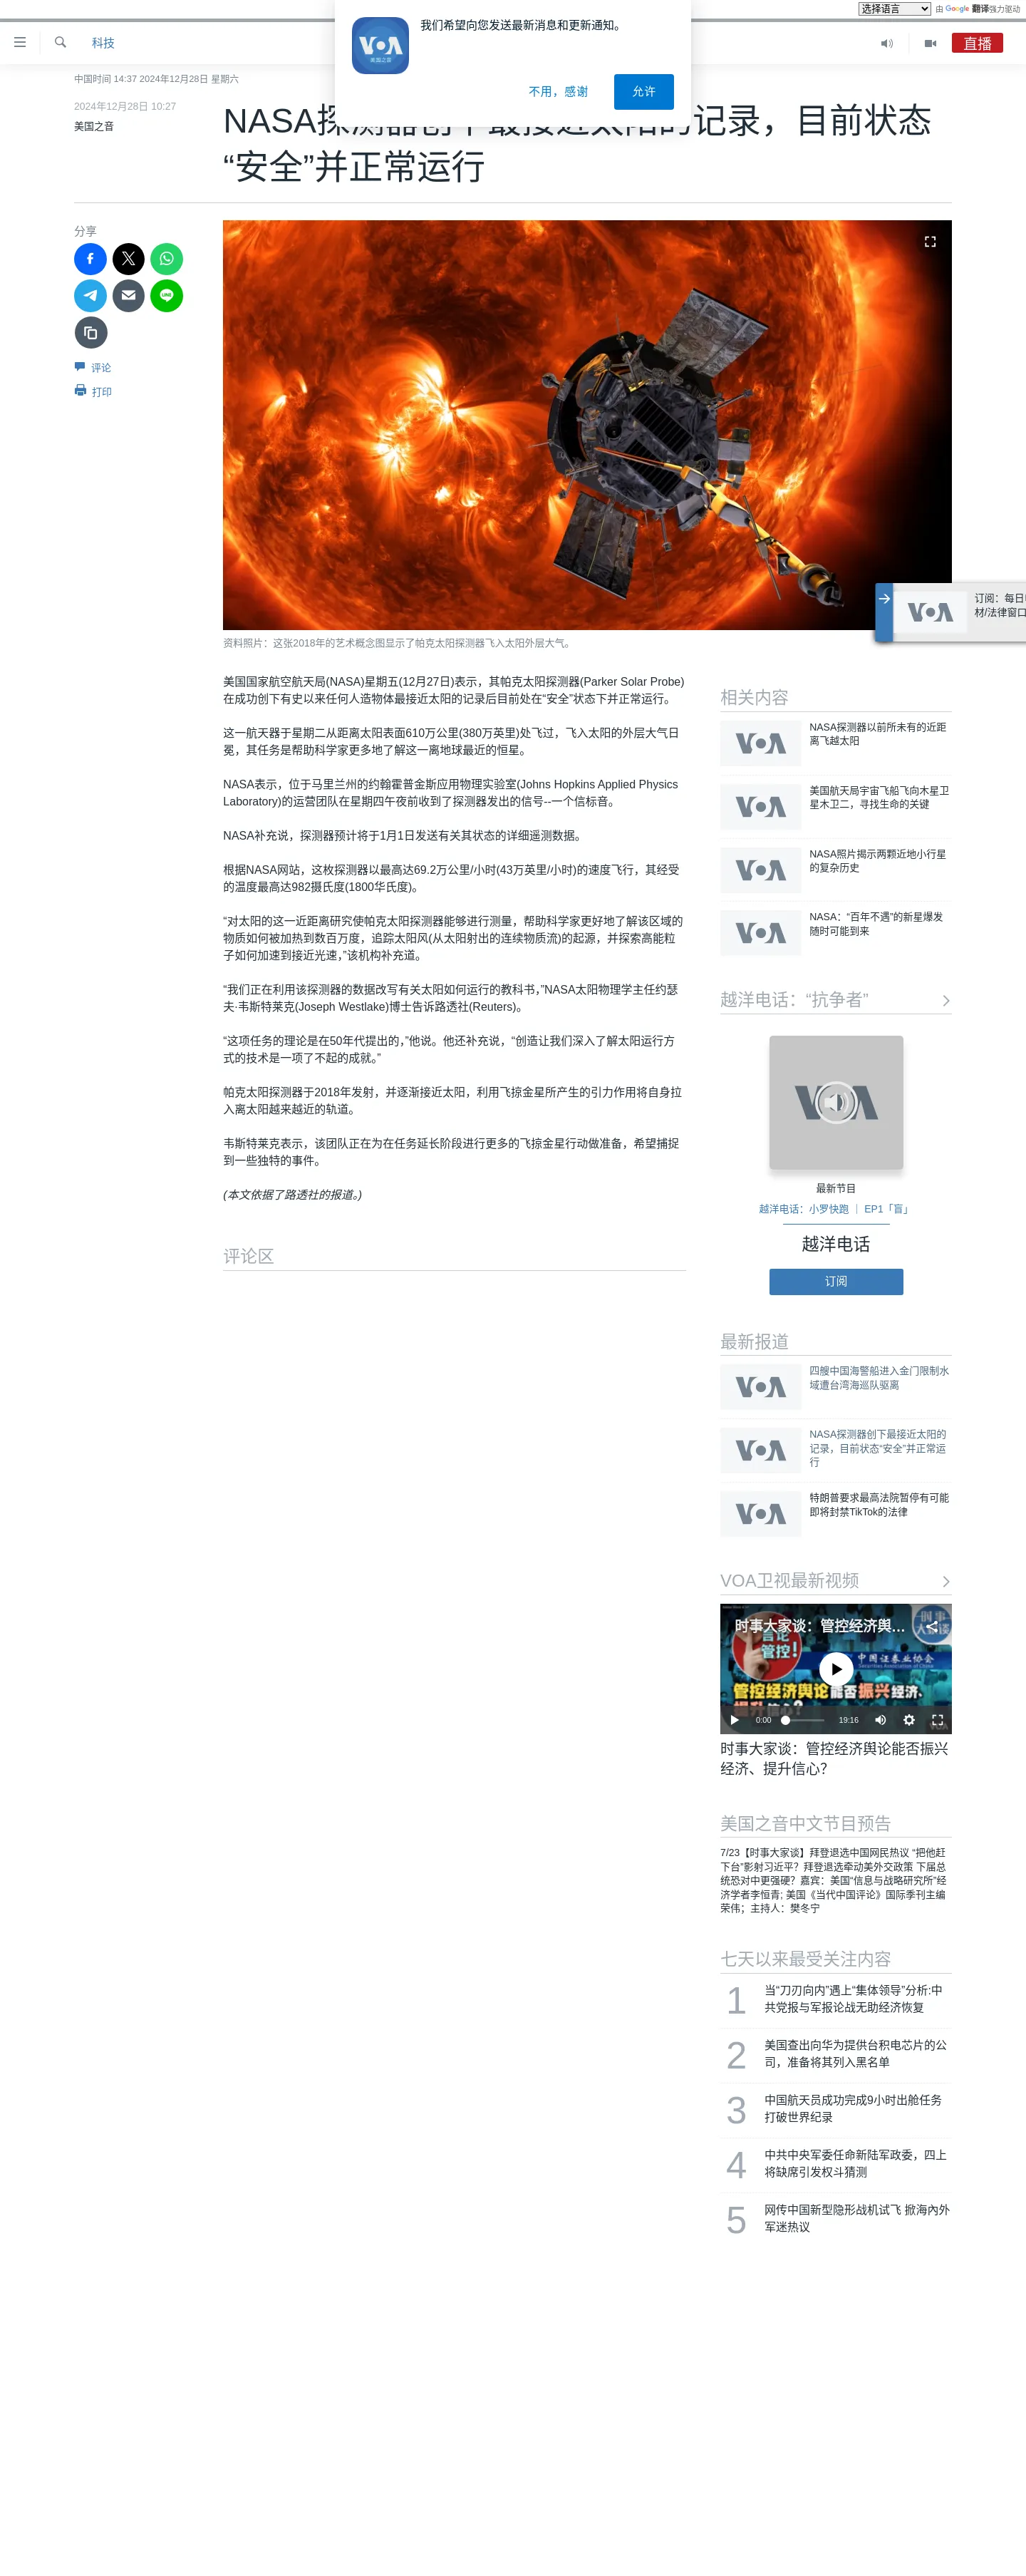 选择语言
由 Google 翻译强力驱动
我们希望向您发送最新消息和更新通知。
VOA
美国之音
不用，感谢
允许
科技
直播
中国时间 14:37 2024年12月28日 星期六
2024年12月28日 10:27
美国之音
NASA探测器创下最接近太阳的记录，目前状态
“安全”并正常运行
分享
评论
打印
订阅：每日
材/法律窗口
VOA
资料照片：这张2018年的艺术概念图显示了帕克太阳探测器飞入太阳外层大气。
美国国家航空航天局(NASA)星期五(12月27日)表示，其帕克太阳探测器(Parker Solar Probe)
在成功创下有史以来任何人造物体最接近太阳的记录后目前处在“安全”状态下并正常运行。
这一航天器于星期二从距离太阳表面610万公里(380万英里)处飞过，飞入太阳的外层大气日
冕，其任务是帮助科学家更多地了解这一离地球最近的恒星。
NASA表示，位于马里兰州的约翰霍普金斯应用物理实验室(Johns Hopkins Applied Physics
Laboratory)的运营团队在星期四午夜前收到了探测器发出的信号--一个信标音。
NASA补充说，探测器预计将于1月1日发送有关其状态的详细遥测数据。
根据NASA网站，这枚探测器以最高达69.2万公里/小时(43万英里/小时)的速度飞行，其经受
的温度最高达982摄氏度(1800华氏度)。
“对太阳的这一近距离研究使帕克太阳探测器能够进行测量，帮助科学家更好地了解该区域的
物质如何被加热到数百万度，追踪太阳风(从太阳射出的连续物质流)的起源，并探索高能粒
子如何加速到接近光速，”该机构补充道。
“我们正在利用该探测器的数据改写有关太阳如何运行的教科书，”NASA太阳物理学主任约瑟
夫·韦斯特莱克(Joseph Westlake)博士告诉路透社(Reuters)。
“这项任务的理论是在50年代提出的，”他说。他还补充说，“创造让我们深入了解太阳运行方
式的技术是一项了不起的成就。”
帕克太阳探测器于2018年发射，并逐渐接近太阳，利用飞掠金星所产生的引力作用将自身拉
入离太阳越来越近的轨道。
韦斯特莱克表示，该团队正在为在任务延长阶段进行更多的飞掠金星行动做准备，希望捕捉
到一些独特的事件。
(本文依据了路透社的报道。)
评论区
相关内容
VOA
NASA探测器以前所未有的近距
离飞越太阳
VOA
美国航天局宇宙飞船飞向木星卫
星木卫二，寻找生命的关键
VOA
NASA照片揭示两颗近地小行星
的复杂历史
VOA
NASA：“百年不遇”的新星爆发
随时可能到来
越洋电话：“抗争者”
VOA
最新节目
越洋电话：小罗快跑 ｜ EP1「盲」
越洋电话
订阅
最新报道
VOA
四艘中国海警船进入金门限制水
域遭台湾海巡队驱离
VOA
NASA探测器创下最接近太阳的
记录，目前状态“安全”并正常运
行
VOA
特朗普要求最高法院暂停有可能
即将封禁TikTok的法律
VOA卫视最新视频
时事大家谈：管控经济舆…
时事
大家谈
言论
管控！
中国证券业协会
Securities Association of China
管控经济舆论能否振兴经济、
提升信心？
0:00
19:16
VOA
时事大家谈：管控经济舆论能否振兴
经济、提升信心？
美国之音中文节目预告
7/23【时事大家谈】拜登退选中国网民热议 “把他赶
下台”影射习近平？拜登退选牵动美外交政策 下届总
统恐对中更强硬？嘉宾：美国“信息与战略研究所”经
济学者李恒青; 美国《当代中国评论》国际季刊主编
荣伟；主持人：樊冬宁
七天以来最受关注内容
1 当“刀刃向内”遇上“集体领导”分析:中
共党报与军报论战无助经济恢复
2 美国查出向华为提供台积电芯片的公
司，准备将其列入黑名单
3 中国航天员成功完成9小时出舱任务
打破世界纪录
4 中共中央军委任命新陆军政委，四上
将缺席引发权斗猜测
5 网传中国新型隐形战机试飞 掀海內外
军迷热议